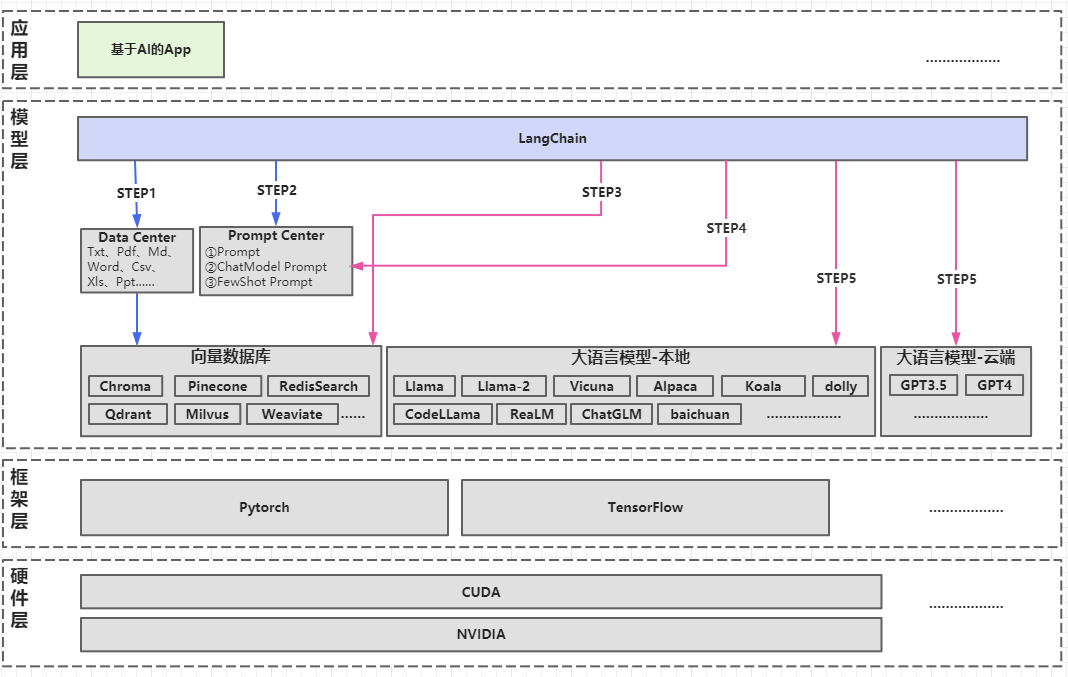 应用层
基于AI的App
..................
模型层
LangChain
STEP1
STEP2
STEP3
STEP4
STEP5
STEP5
Data Center
Txt、Pdf、Md、
Word、Csv、
Xls、Ppt......
Prompt Center
①Prompt
②ChatModel Prompt
③FewShot Prompt
向量数据库
Chroma
Pinecone
RedisSearch
Qdrant
Milvus
Weaviate
......
大语言模型-本地
Llama
Llama-2
Vicuna
Alpaca
Koala
dolly
CodeLLama
ReaLM
ChatGLM
baichuan
..................
大语言模型-云端
GPT3.5
GPT4
..................
框架层
Pytorch
TensorFlow
..................
硬件层
CUDA
..................
NVIDIA